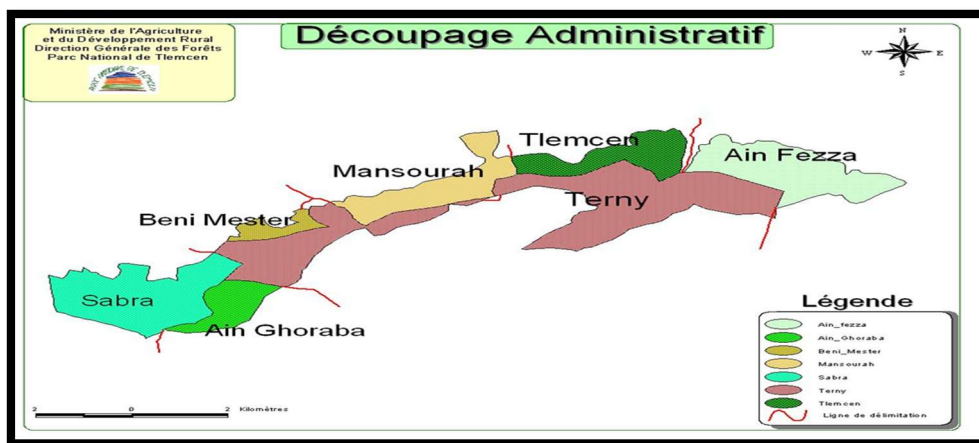 Ministère de l'Agriculture
et du Dévéloppement Rural
Direction Générale des Forêts
Parc National de Tlemcen
Découpage Administratif
N
W E
S
Tlemcen
Ain Fezza
Mansourah
Terny
Beni Mester
Sabra
Ain Ghoraba
Légende
Ain_fezza
Ain_Ghoraba
Beni_Mester
Mansourah
Sabra
Terny
Tlemcen
Ligne de délimitation
2 0 2 Kilomètres